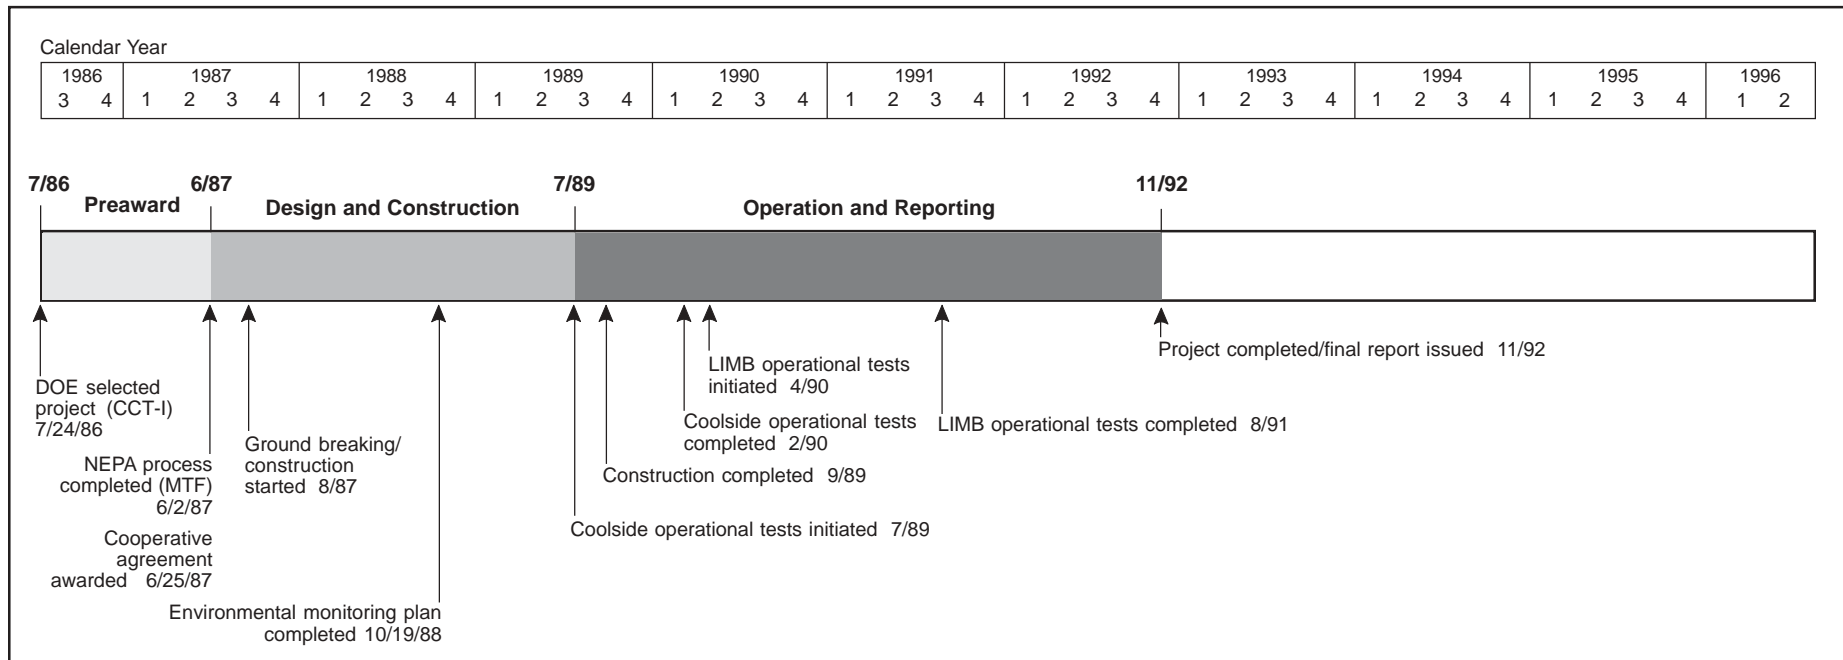 Calendar Year
1986 1987 1988 1989 1990 1991 1992 1993 1994 1995 1996
3 4 1 2 3 4 1 2 3 4 1 2 3 4 1 2 3 4 1 2 3 4 1 2 3 4 1 2 3 4 1 2 3 4 1 2 3 4 1 2
7/86 6/87 7/89 11/92
Preaward Design and Construction Operation and Reporting
DOE selected
project (CCT-I)
7/24/86
NEPA process
completed (MTF)
6/2/87
Cooperative
agreement
awarded 6/25/87
Ground breaking/
construction
started 8/87
Environmental monitoring plan
completed 10/19/88
LIMB operational tests
initiated 4/90
Coolside operational tests
completed 2/90
Construction completed 9/89
Coolside operational tests initiated 7/89
LIMB operational tests completed 8/91
Project completed/final report issued 11/92